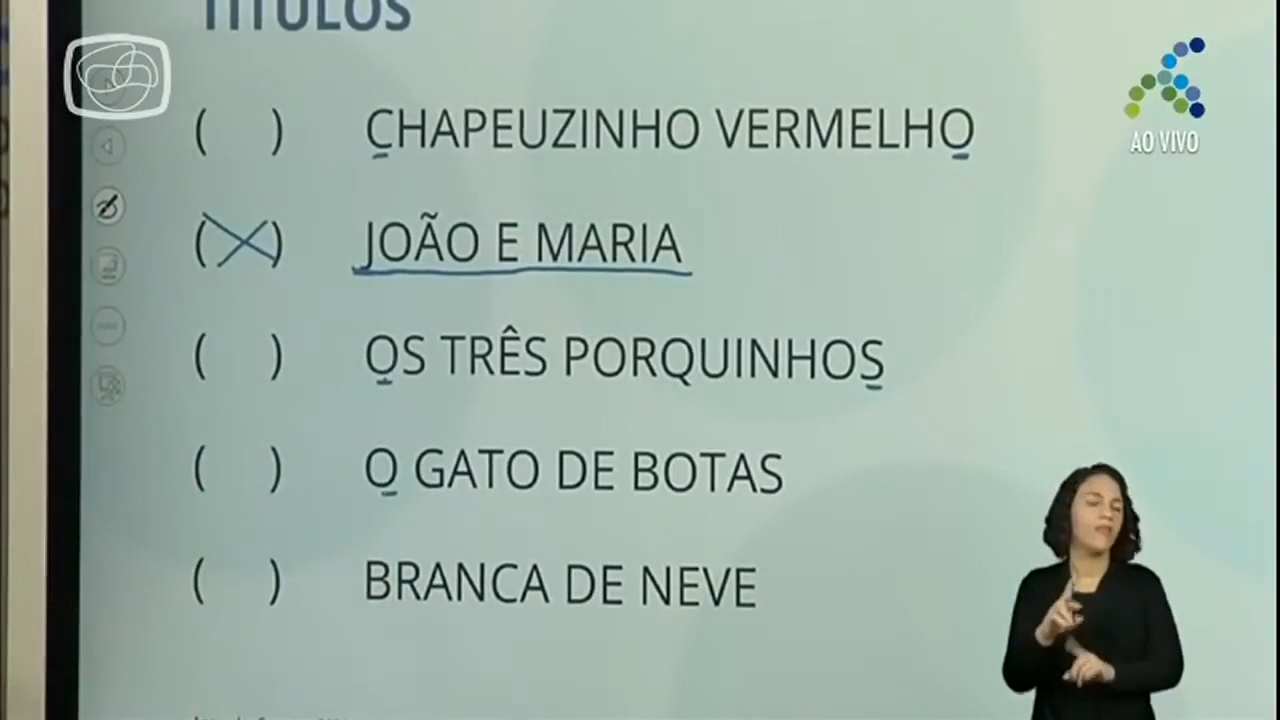 TÍTULOS
AO VIVO
( ) CHAPEUZINHO VERMELHO
(X) JOÃO E MARIA
( ) OS TRÊS PORQUINHOS
( ) O GATO DE BOTAS
( ) BRANCA DE NEVE